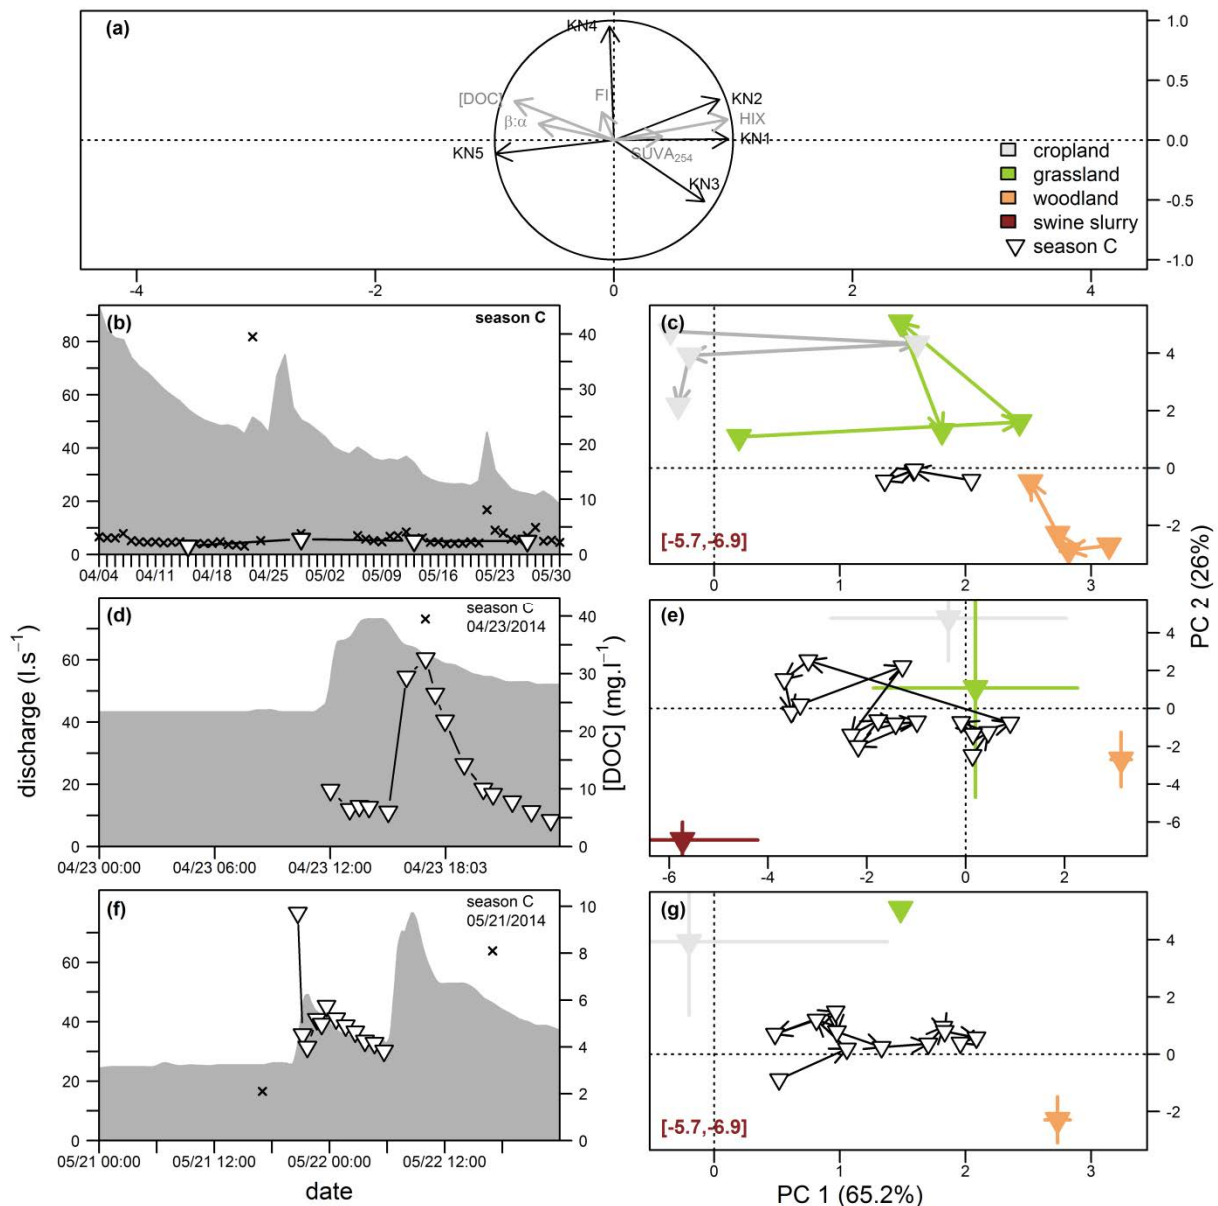 (a)
KN4
[DOC]
FI
KN2
β:α
HIX
KN1
KN5
SUVA254
KN3
1.0
0.5
0.0
-0.5
-1.0
cropland
grassland
woodland
swine slurry
season C
-4 -2 0 2 4
(b) season C
80
60
40
20
0
40
30
20
10
0
04/04 04/11 04/18 04/25 05/02 05/09 05/16 05/23 05/30
(c)
[-5.7,-6.9]
4
2
0
-2
0 1 2 3
(d) season C
04/23/2014
60
40
20
0
40
30
20
10
0
04/23 00:00 04/23 06:00 04/23 12:00 04/23 18:03
(e)
4
2
0
-2
-4
-6
-6 -4 -2 0 2
(f) season C
05/21/2014
60
40
20
0
10
8
6
4
2
0
05/21 00:00 05/21 12:00 05/22 00:00 05/22 12:00
(g)
[-5.7,-6.9]
4
2
0
-2
0 1 2 3
discharge (l.s⁻¹)
[DOC] (mg.l⁻¹)
PC 2 (26%)
date
PC 1 (65.2%)